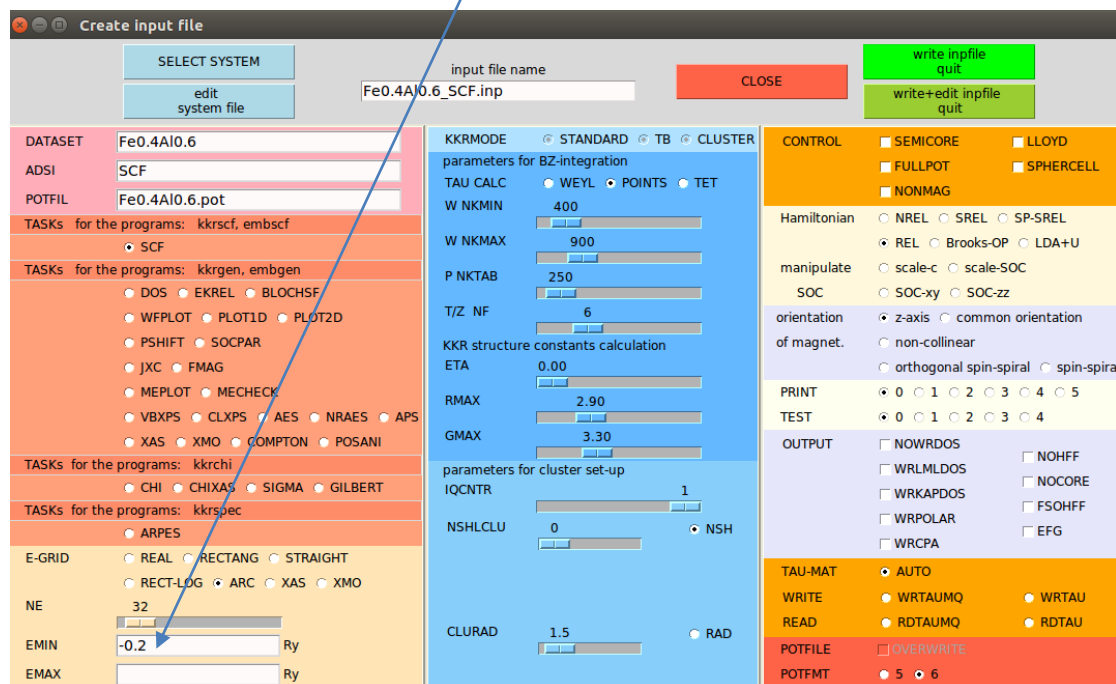 Create input file
SELECT SYSTEM
edit
system file
input file name
Fe0.4Al0.6_SCF.inp
CLOSE
write inpfile
quit
write+edit inpfile
quit
DATASET Fe0.4Al0.6
ADSI SCF
POTFIL Fe0.4Al0.6.pot
TASKs for the programs: kkrscf, embscf
SCF
TASKs for the programs: kkrgen, embgen
DOS EKREL BLOCHSF
WFPLOT PLOT1D PLOT2D
PSHIFT SOCPAR
JXC FMAG
MEPLOT MECHECK
VBXPS CLXPS AES NRAES APS
XAS XMO COMPTON POSANI
TASKs for the programs: kkrchi
CHI CHIXAS SIGMA GILBERT
TASKs for the programs: kkrspec
ARPES
E-GRID REAL RECTANG STRAIGHT
RECT-LOG ARC XAS XMO
NE 32
EMIN -0.2 Ry
EMAX Ry
KKRMODE STANDARD TB CLUSTER
parameters for BZ-integration
TAU CALC WEYL POINTS TET
W NKMIN 400
W NKMAX 900
P NKTAB 250
T/Z NF 6
KKR structure constants calculation
ETA 0.00
RMAX 2.90
GMAX 3.30
parameters for cluster set-up
IQCNTR 1
NSHLCLU 0 NSH
CLURAD 1.5 RAD
CONTROL SEMICORE LLOYD
FULLPOT SPHERCELL
NONMAG
Hamiltonian NREL SREL SP-SREL
REL Brooks-OP LDA+U
manipulate scale-c scale-SOC
SOC SOC-xy SOC-zz
orientation z-axis common orientation
of magnet. non-collinear
orthogonal spin-spiral spin-spira
PRINT 0 1 2 3 4 5
TEST 0 1 2 3 4
OUTPUT NOWRDOS NOHFF
WRLMLDOS NOCORE
WRKAPDOS FSOHFF
WRPOLAR EFG
WRCPA
TAU-MAT AUTO
WRITE WRTAUMQ WRTAU
READ RDTAUMQ RDTAU
POTFILE OVERWRITE
POTFMT 5 6